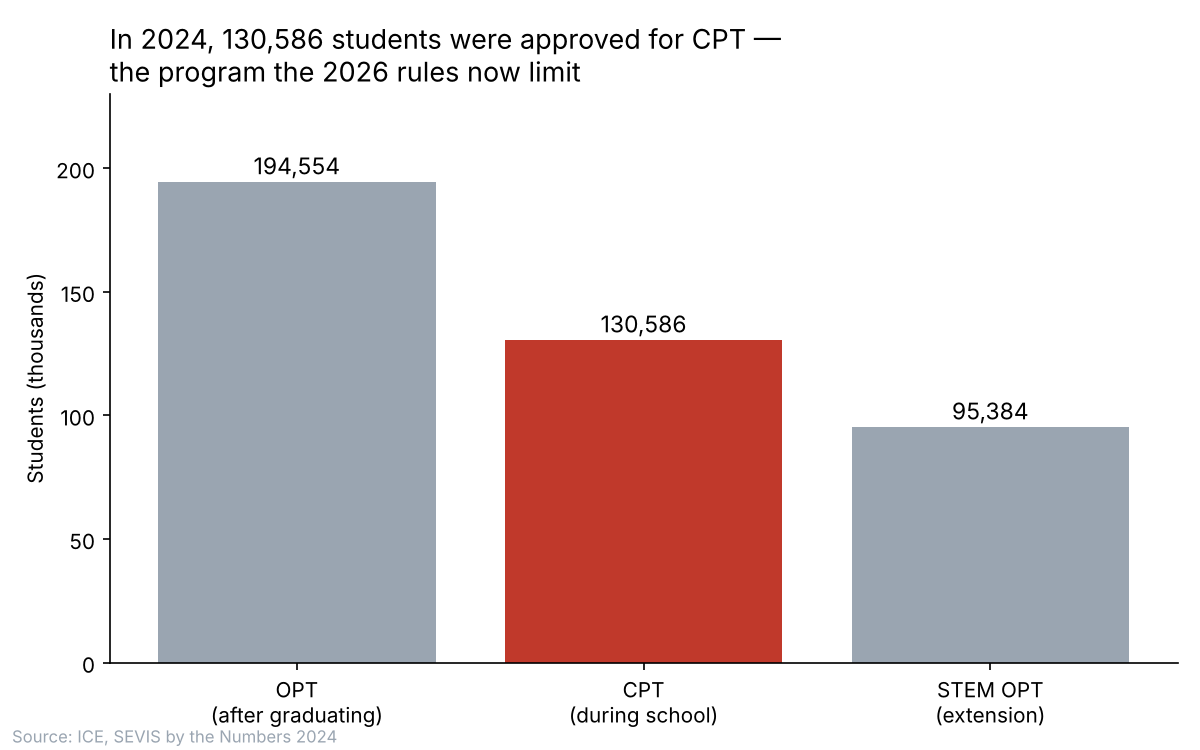 In 2024, 130,586 students were approved for CPT —
the program the 2026 rules now limit
Students (thousands)
200
150
100
50
0
194,554
130,586
95,384
OPT
(after graduating)
CPT
(during school)
STEM OPT
(extension)
Source: ICE, SEVIS by the Numbers 2024